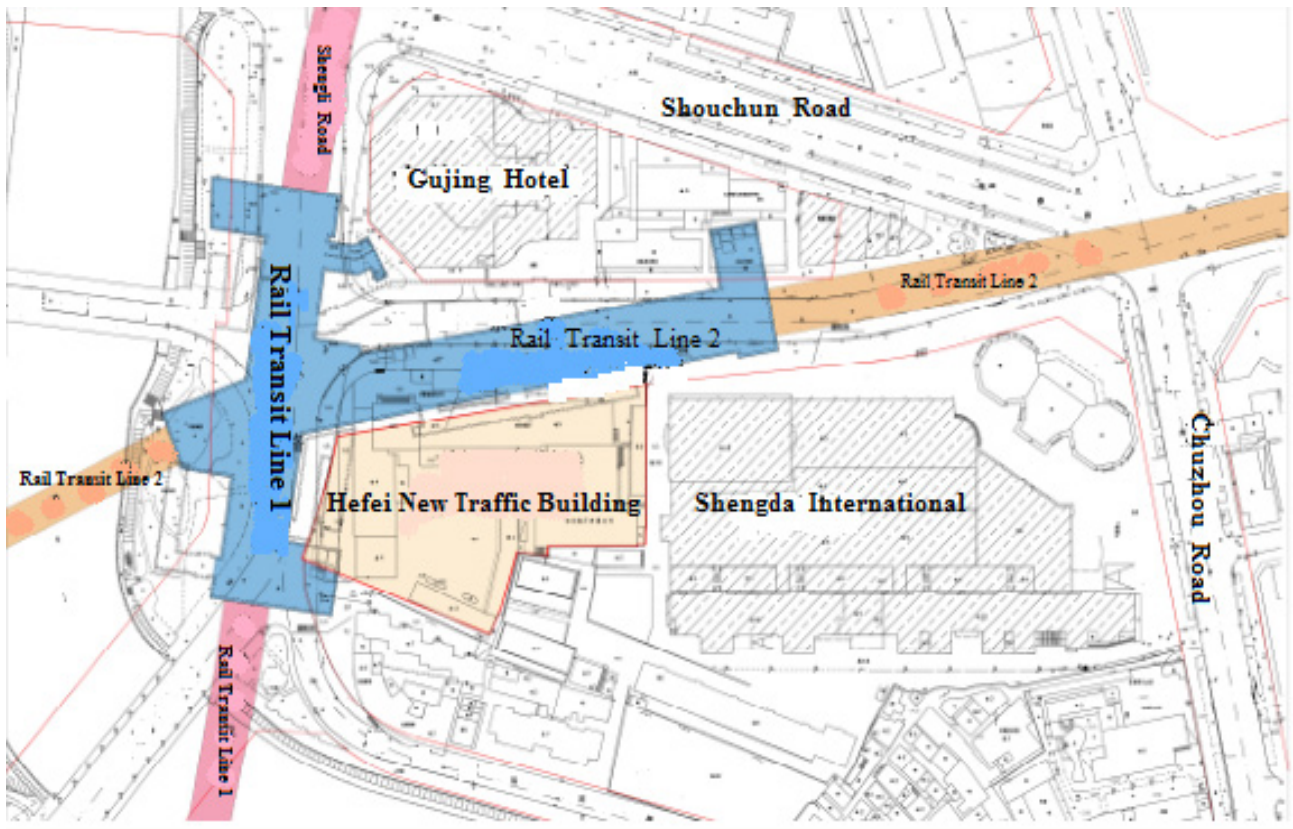 Shengli Road
Shouchun Road
Gujing Hotel
Rail Transit Line 2
Rail Transit Line 1
Rail Transit Line 2
Rail Transit Line 2
Hefei New Traffic Building
Shengda International
Chuzhou Road
Rail Transit Line 1